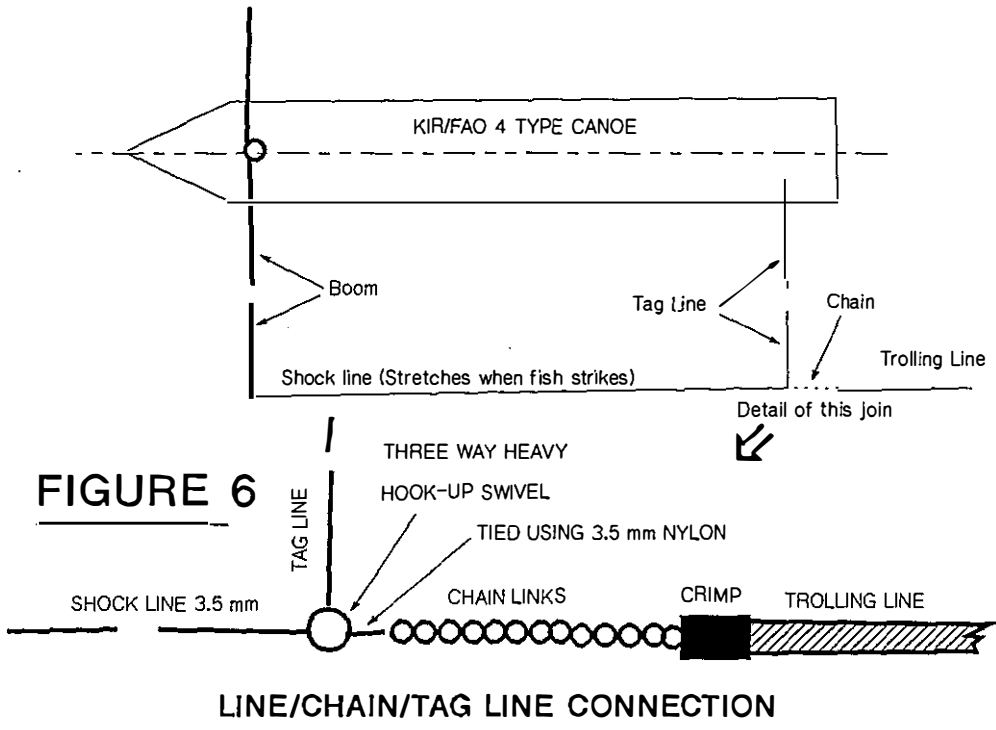 KIR/FAO 4 TYPE CANOE
Boom
Tag Line
Chain
Trolling Line
Shock line (Stretches when fish strikes)
Detail of this join
THREE WAY HEAVY
HOOK-UP SWIVEL
FIGURE 6
TAG LINE
TIED USING 3.5 mm NYLON
SHOCK LINE 3.5 mm
CHAIN LINKS
CRIMP
TROLLING LINE
LINE/CHAIN/TAG LINE CONNECTION